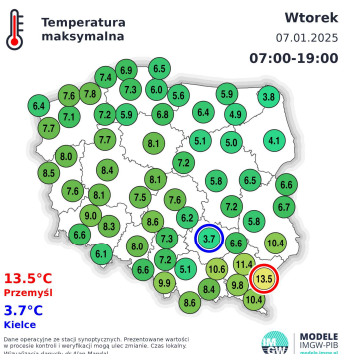 Temperatura
maksymalna
Wtorek
07.01.2025
07:00-19:00
6.9 6.5
7.4
7.6 7.8 7.3 6.0 5.6 5.9 3.8
6.4
7.1 7.2 5.9 6.8 6.4 4.9
7.7
7.7 8.1 5.1 5.0 4.1
8.0
8.5 8.4 7.2
8.1 5.8 6.5 6.6
7.6 8.1 7.5 7.6
7.2 6.7
9.0 8.3 8.6 6.2 5.8
6.6 7.3 3.7 6.6 10.4
8.0
6.1 7.2
6.6 5.1 10.6 11.4
9.9 9.8 13.5
8.4
8.6 10.4
13.5°C
Przemyśl
3.7°C
Kielce
Dane operacyjne ze stacji synoptycznych. Prezentowane wartości
w procesie kontroli i weryfikacji mogą ulec zmianie. Czas lokalny.
IM
GW
MODELE
IMGW-PIB